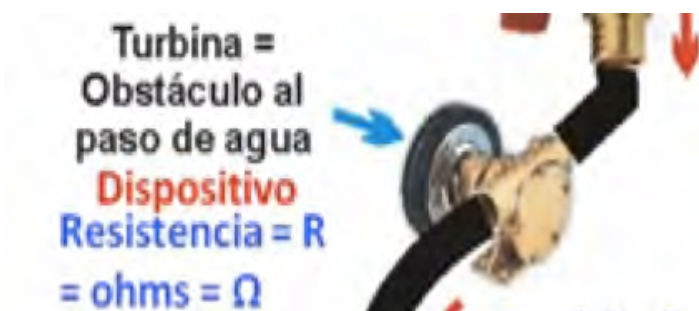 Turbina =
Obstáculo al
paso de agua
Dispositivo
Resistencia = R
= ohms = Ω